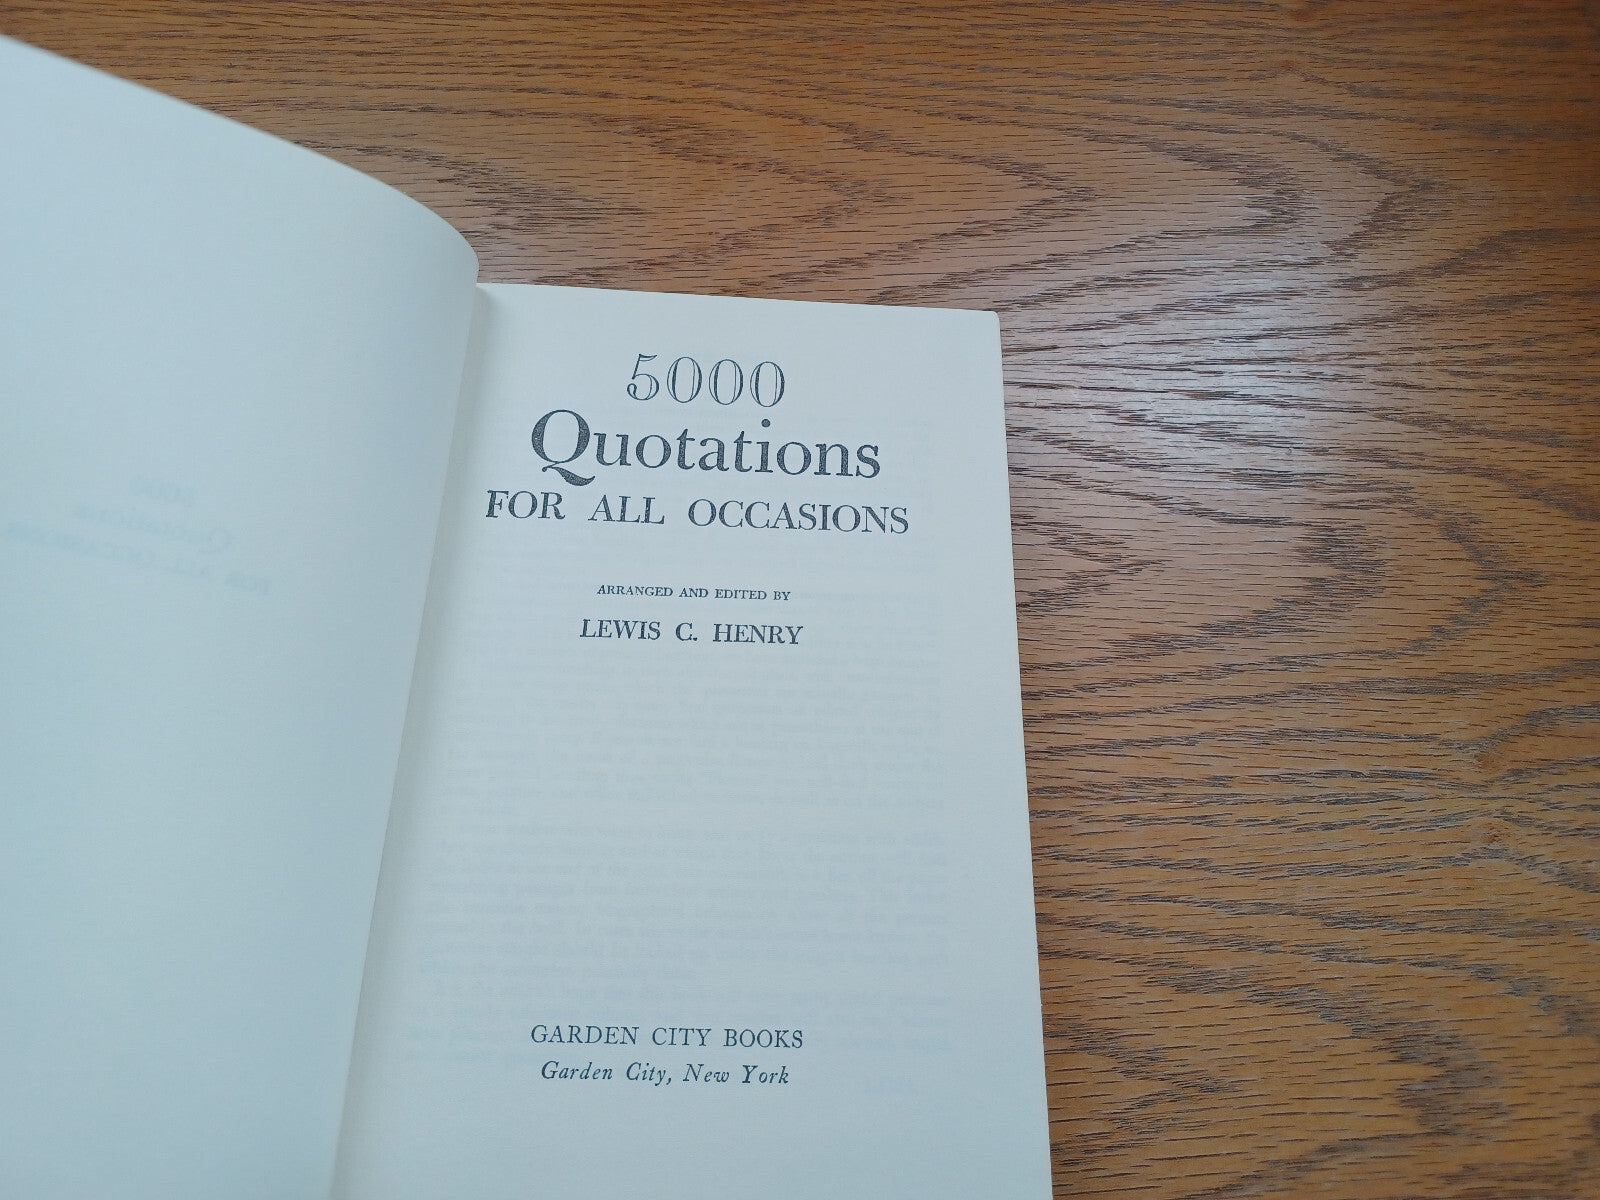 5000
Quotations
FOR ALL OCCASIONS
ARRANGED AND EDITED BY
LEWIS C. HENRY
GARDEN CITY BOOKS
Garden City, New York